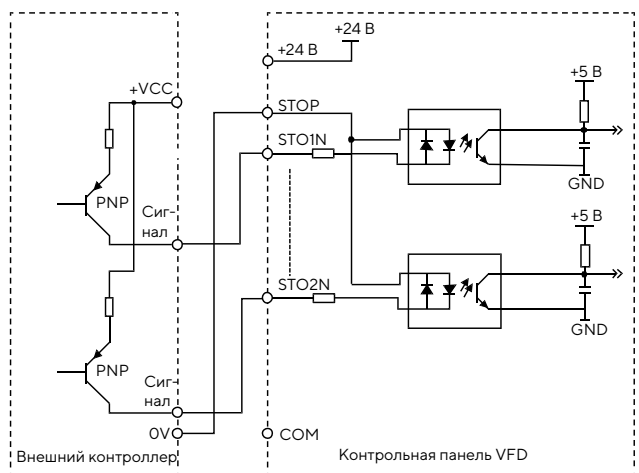 +24 В
+24 В
+5 В
+VCC
STOP
STO1N
PNP
Сиг-
нал
GND
+5 В
STO2N
PNP
GND
Сиг-
нал
0V
COM
Внешний контроллер
Контрольная панель VFD